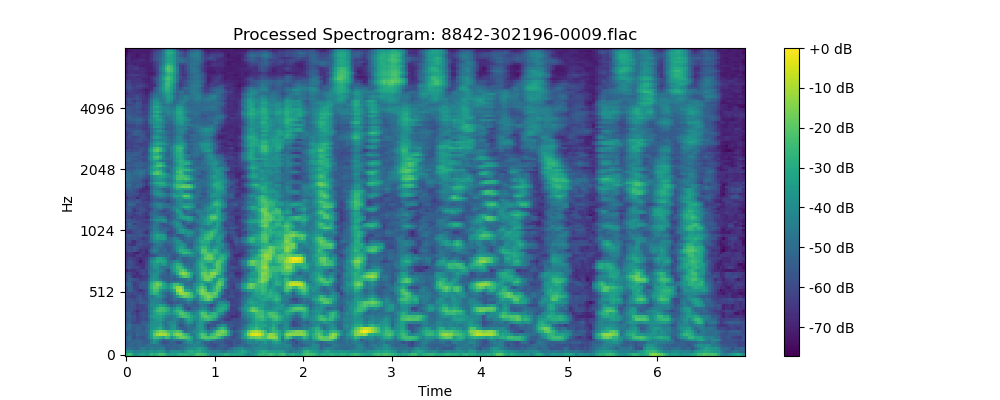 Processed Spectrogram: 8842-302196-0009.flac
+0 dB
-10 dB
-20 dB
-30 dB
-40 dB
-50 dB
-60 dB
-70 dB
4096
2048
1024
512
0
Hz
0 1 2 3 4 5 6
Time